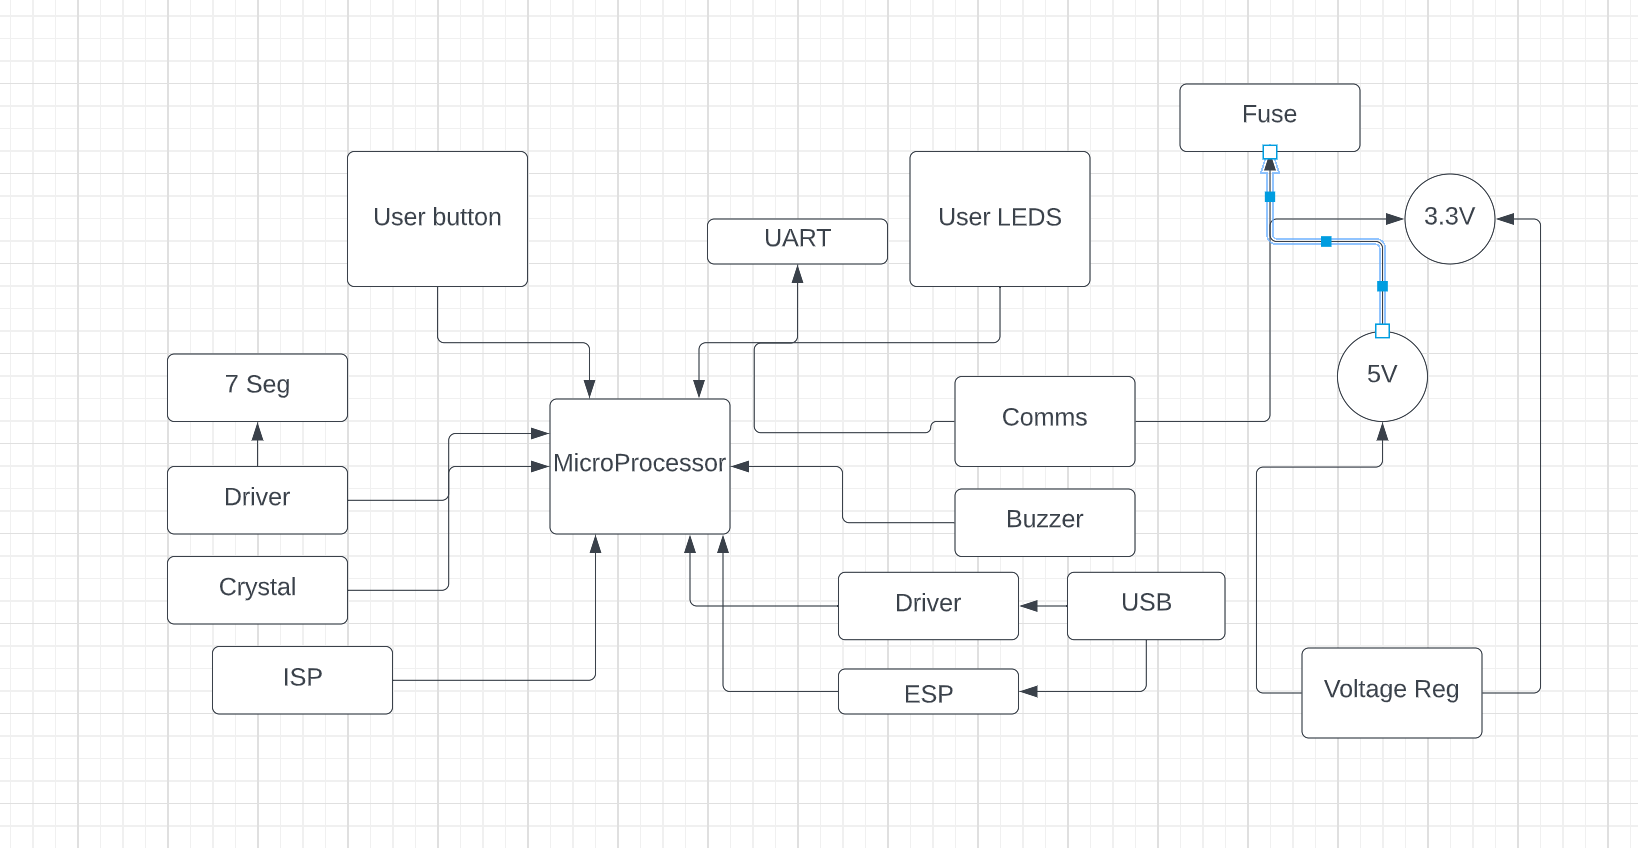 Fuse
User button
UART
User LEDS
3.3V
7 Seg
5V
Comms
MicroProcessor
Driver
Buzzer
Crystal
Driver
USB
ISP
ESP
Voltage Reg